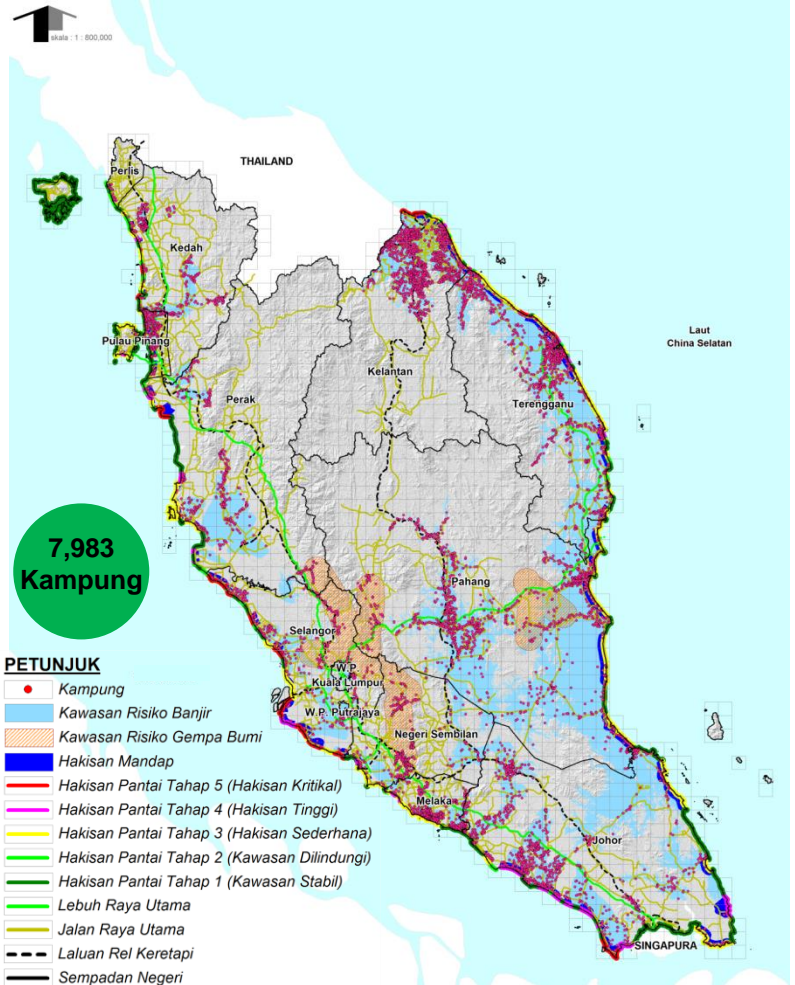 skala : 1 : 800,000
THAILAND
Perlis
Kedah
Pulau Pinang
Perak
Kelantan
Terengganu
Laut
China Selatan
7,983
Kampung
Pahang
Selangor
W.P.
Kuala Lumpur
W.P. Putrajaya
Negeri Sembilan
Melaka
Johor
SINGAPURA
PETUNJUK
Kampung
Kawasan Risiko Banjir
Kawasan Risiko Gempa Bumi
Hakisan Mandap
Hakisan Pantai Tahap 5 (Hakisan Kritikal)
Hakisan Pantai Tahap 4 (Hakisan Tinggi)
Hakisan Pantai Tahap 3 (Hakisan Sederhana)
Hakisan Pantai Tahap 2 (Kawasan Dilindungi)
Hakisan Pantai Tahap 1 (Kawasan Stabil)
Lebuh Raya Utama
Jalan Raya Utama
Laluan Rel Keretapi
Sempadan Negeri